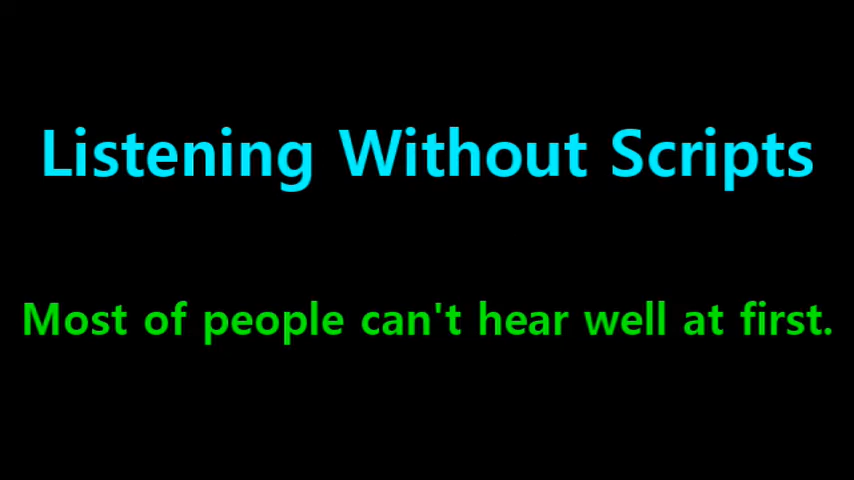 Listening Without Scripts
Most of people can't hear well at first.